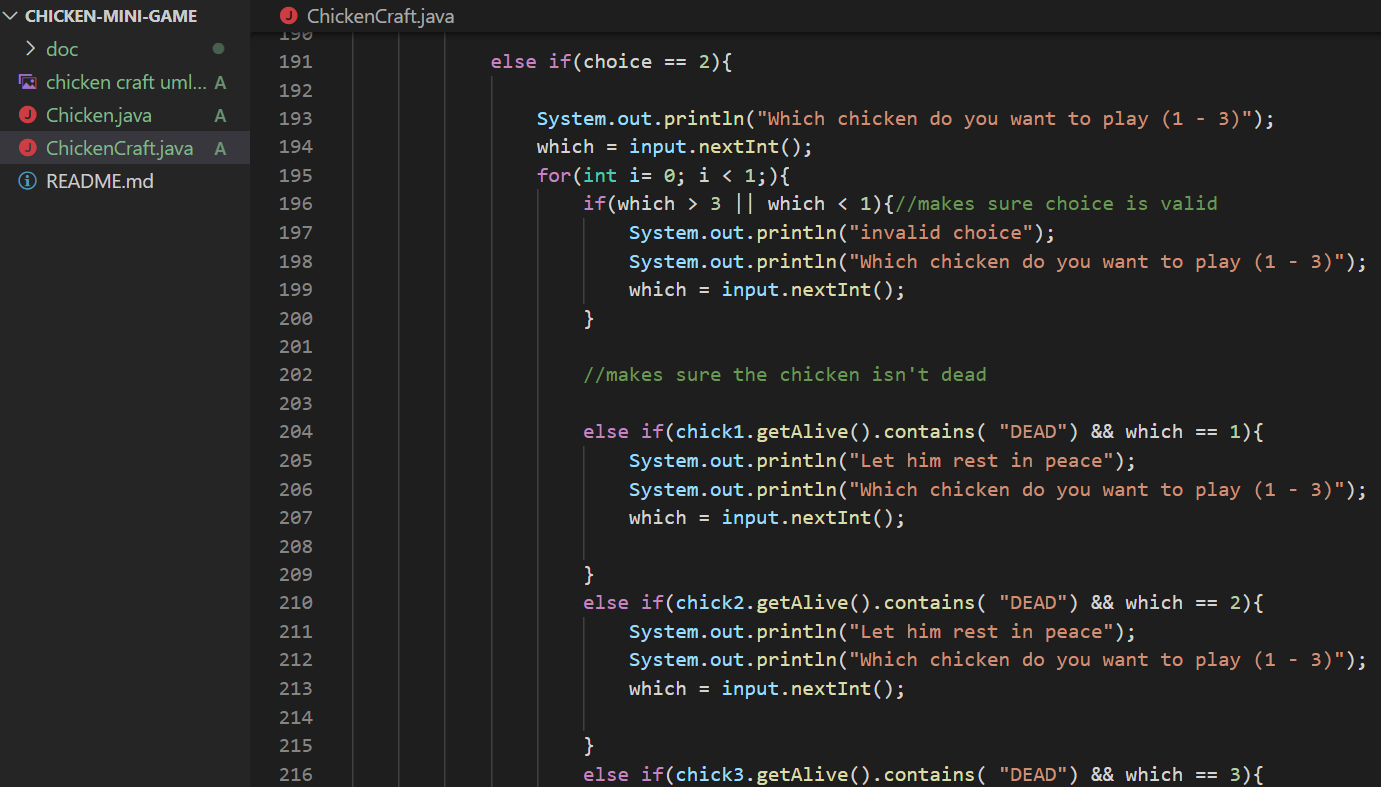 CHICKEN-MINI-GAME
doc
chicken craft uml... A
Chicken.java A
ChickenCraft.java A
README.md
ChickenCraft.java
190
191 else if(choice == 2){
192
193 System.out.println("Which chicken do you want to play (1 - 3)");
194 which = input.nextInt();
195 for(int i= 0; i < 1;){
196 if(which > 3 || which < 1){//makes sure choice is valid
197 System.out.println("invalid choice");
198 System.out.println("Which chicken do you want to play (1 - 3)");
199 which = input.nextInt();
200 }
201
202 //makes sure the chicken isn't dead
203
204 else if(chick1.getAlive().contains( "DEAD") && which == 1){
205 System.out.println("Let him rest in peace");
206 System.out.println("Which chicken do you want to play (1 - 3)");
207 which = input.nextInt();
208
209 }
210 else if(chick2.getAlive().contains( "DEAD") && which == 2){
211 System.out.println("Let him rest in peace");
212 System.out.println("Which chicken do you want to play (1 - 3)");
213 which = input.nextInt();
214
215 }
216 else if(chick3.getAlive().contains( "DEAD") && which == 3){